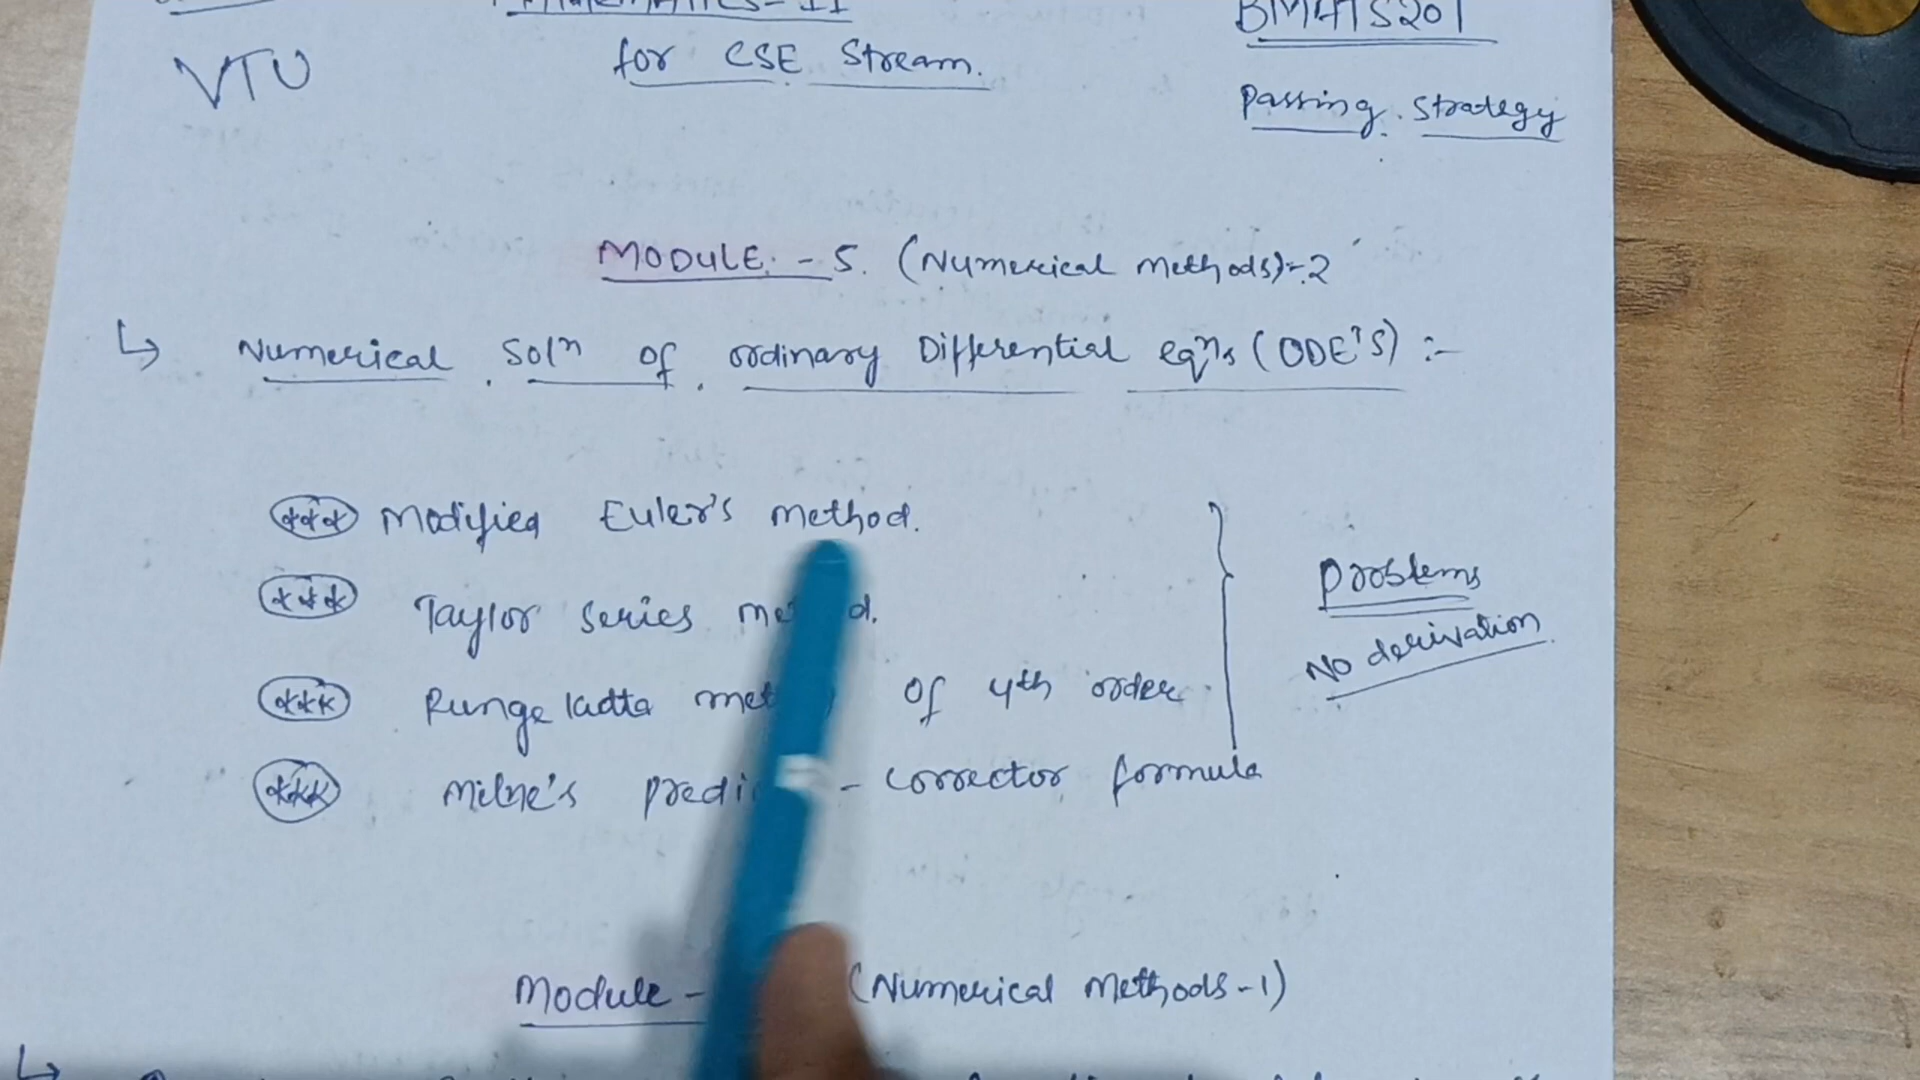 BMATS201
VTU
for CSE Stream.
Passing Strategy
MODULE - 5. (Numerical Methods)-2
↳ Numerical Solⁿ of ordinary Differential eqⁿs (ODE'S) :-
*** Modified Euler's method.
*** Taylor Series
*** Runge kutta of 4th order
*** Milne's - corrector formula
Problems
No derivation
Module - (Numerical Methods-1)